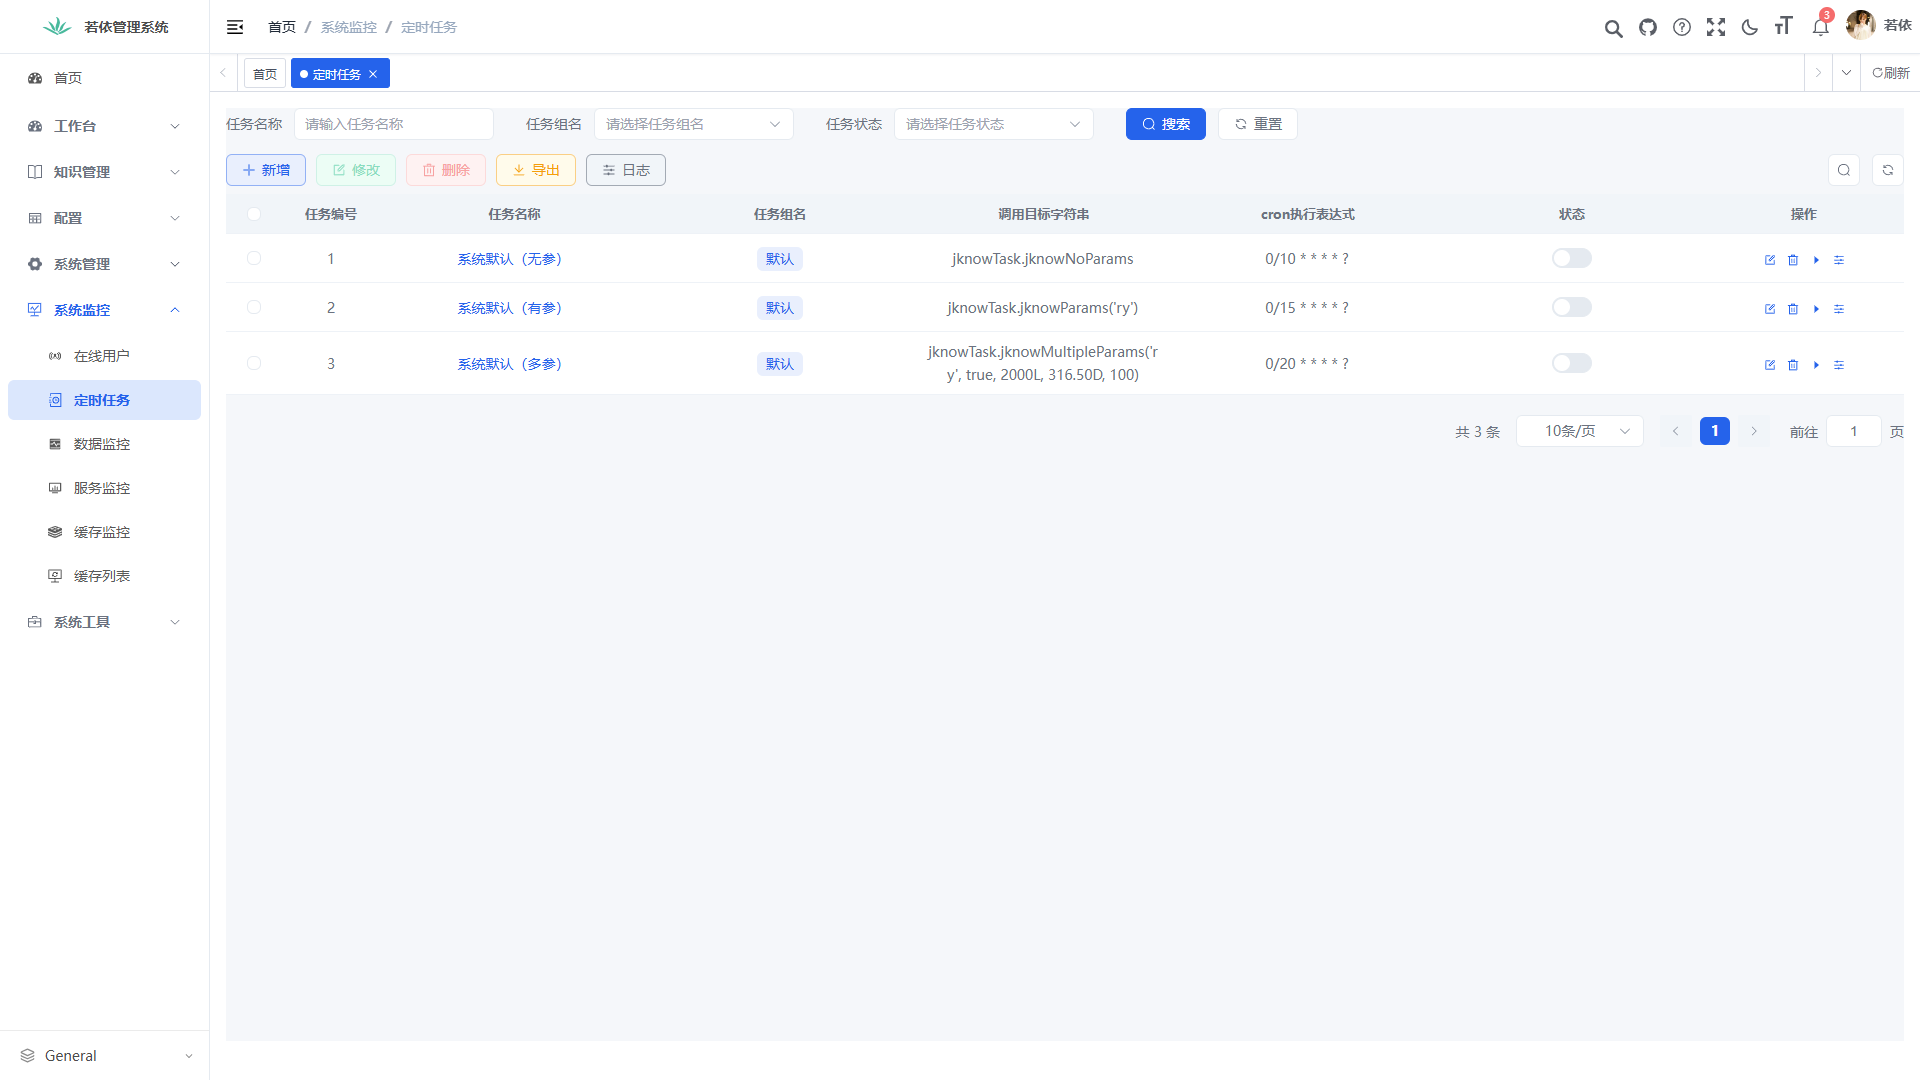 若依管理系统
首页 / 系统监控 / 定时任务
3
若依
首页
定时任务
刷新
首页
工作台
知识管理
配置
系统管理
系统监控
在线用户
定时任务
数据监控
服务监控
缓存监控
缓存列表
系统工具
General
任务名称 请输入任务名称 任务组名 请选择任务组名 任务状态 请选择任务状态 搜索 重置
新增 修改 删除 导出 日志
任务编号 任务名称 任务组名 调用目标字符串 cron执行表达式 状态 操作
1 系统默认（无参） 默认 jknowTask.jknowNoParams 0/10 * * * * ?
2 系统默认（有参） 默认 jknowTask.jknowParams('ry') 0/15 * * * * ?
3 系统默认（多参） 默认 jknowTask.jknowMultipleParams('r
y', true, 2000L, 316.50D, 100) 0/20 * * * * ?
共 3 条 10条/页 1 前往 1 页